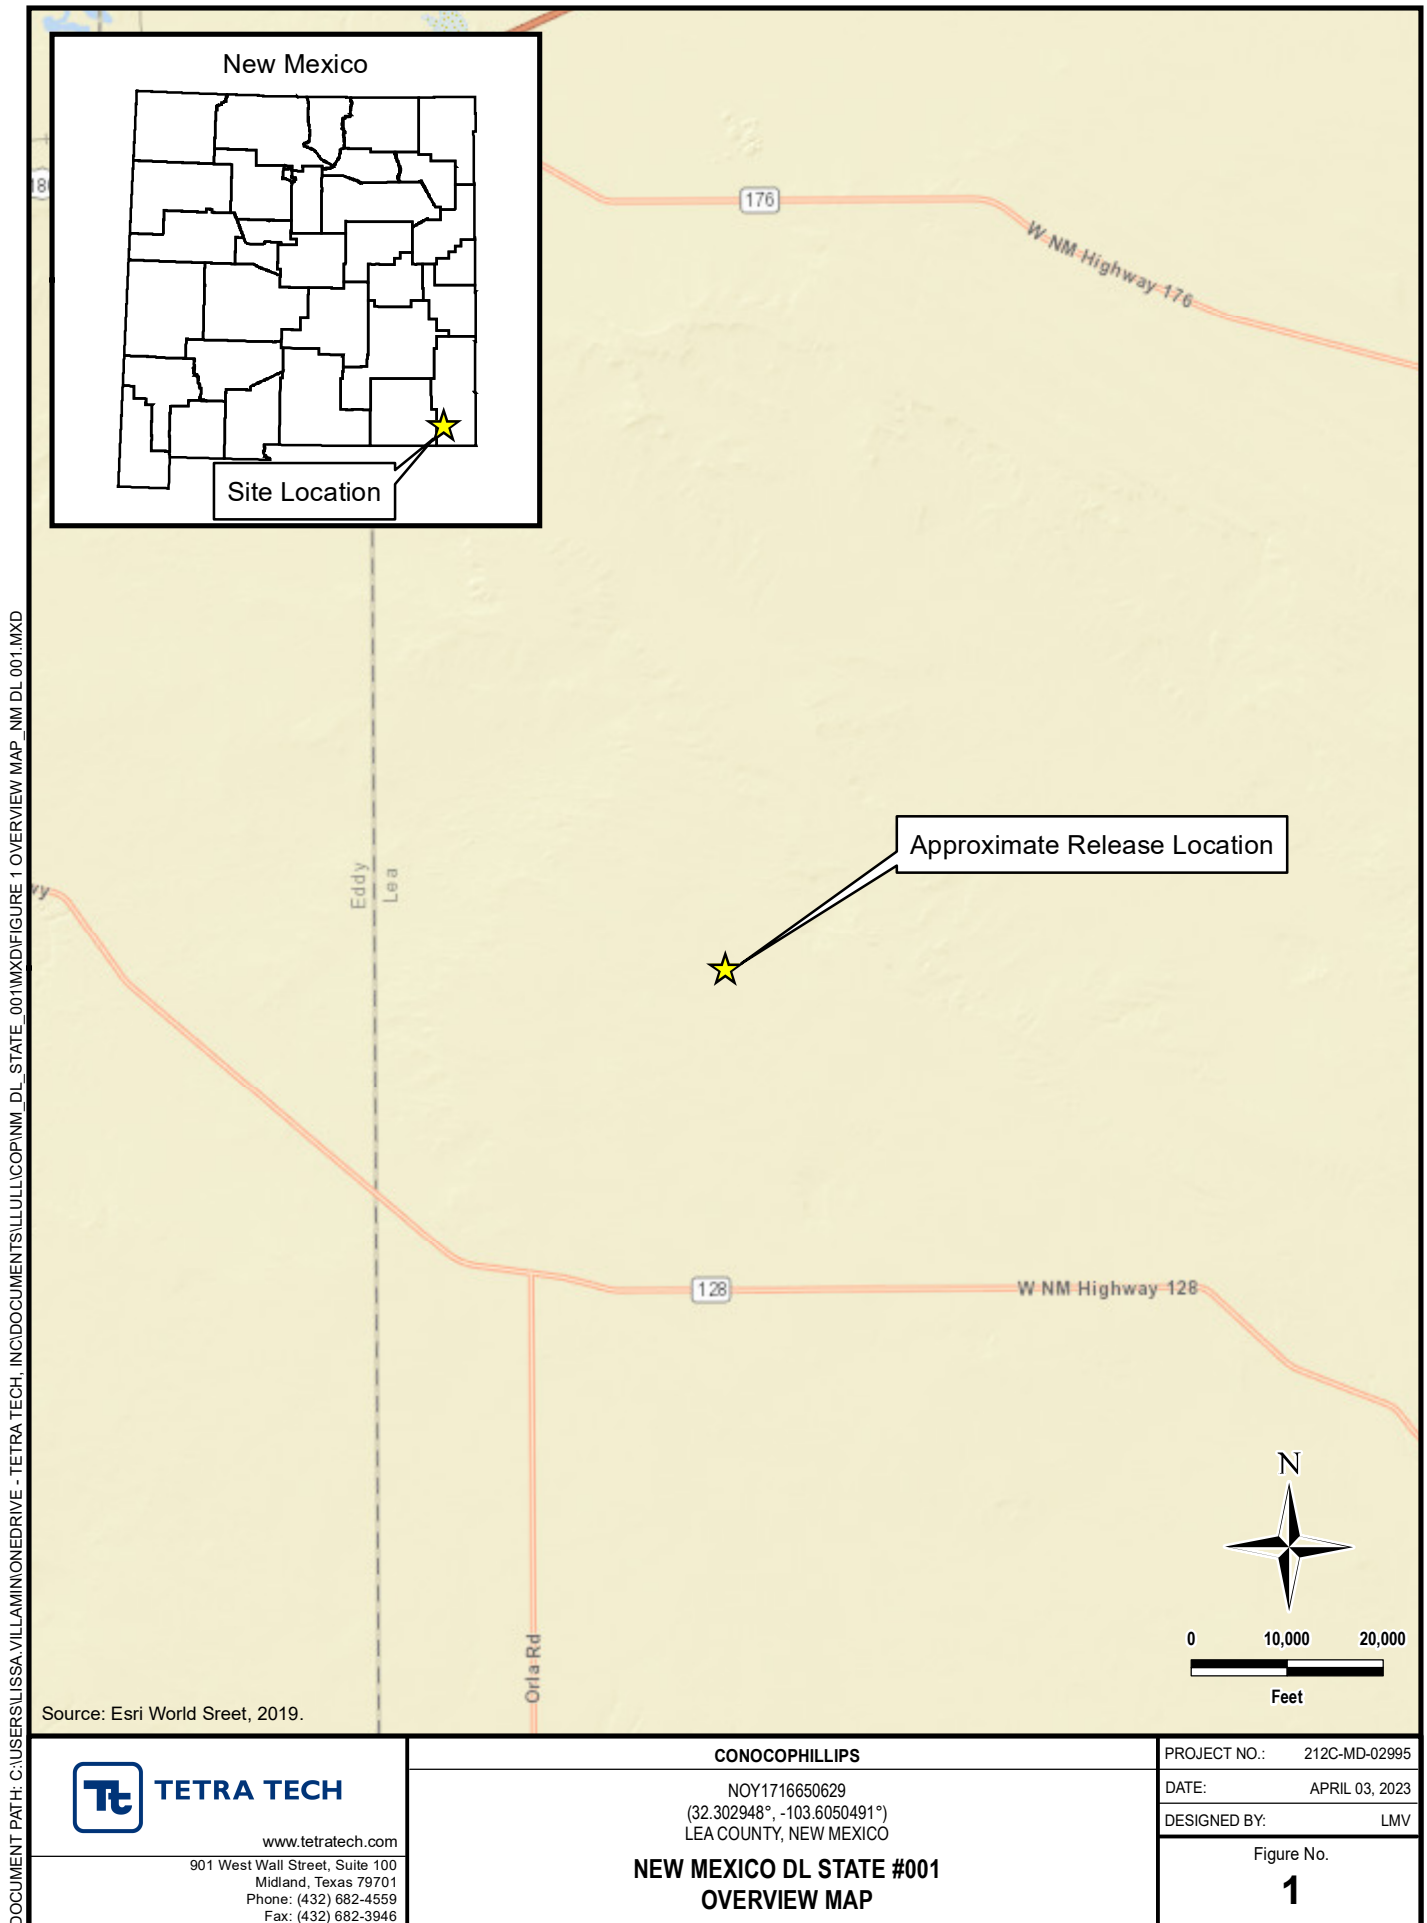 New Mexico
Site Location
176
W NM Highway 176
Eddy
Lea
Approximate Release Location
128
W NM Highway 128
Orla Rd
N
0 10,000 20,000
Feet
Source: Esri World Sreet, 2019.
DOCUMENT PATH: C:\USERS\LISSA.VILLAMIN\ONEDRIVE - TETRA TECH, INC\DOCUMENTS\LLULL\COP\NM_DL_STATE_001\MXD\FIGURE 1 OVERVIEW MAP_NM DL 001.MXD
Tt TETRA TECH
www.tetratech.com
901 West Wall Street, Suite 100
Midland, Texas 79701
Phone: (432) 682-4559
Fax: (432) 682-3946
CONOCOPHILLIPS
NOY1716650629
(32.302948°, -103.6050491°)
LEA COUNTY, NEW MEXICO
NEW MEXICO DL STATE #001
OVERVIEW MAP
PROJECT NO.: 212C-MD-02995
DATE: APRIL 03, 2023
DESIGNED BY: LMV
Figure No.
1